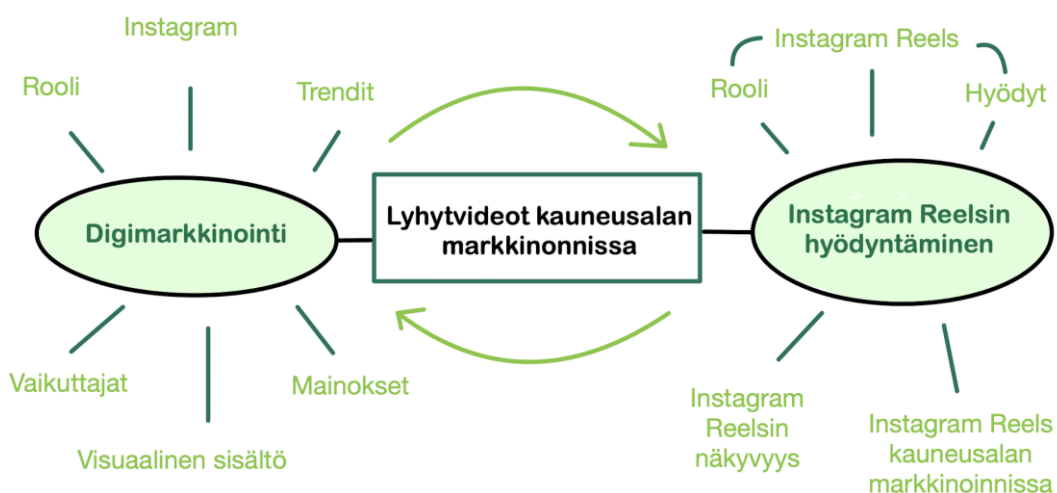 Instagram
Rooli
Trendit
Digimarkkinointi
Vaikuttajat
Mainokset
Visuaalinen sisältö
Lyhytvideot kauneusalan
markkinonnissa
Instagram Reels
Rooli
Hyödyt
Instagram Reelsin
hyödyntäminen
Instagram
Reelsin
näkyvyys
Instagram Reels
kauneusalan
markkinoinnissa